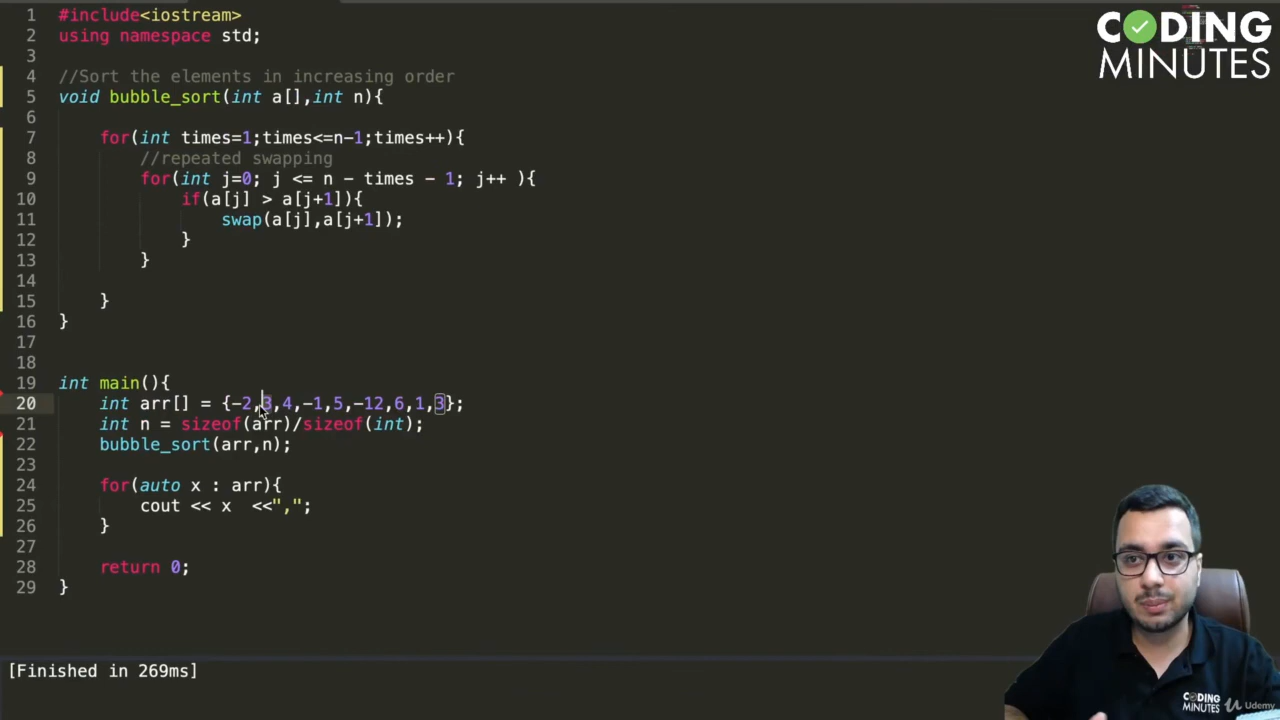 CODING
MINUTES
1 #include<iostream>
2 using namespace std;
3
4 //Sort the elements in increasing order
5 void bubble_sort(int a[],int n){
6
7 for(int times=1;times<=n-1;times++){
8 //repeated swapping
9 for(int j=0; j <= n - times - 1; j++ ){
10 if(a[j] > a[j+1]){
11 swap(a[j],a[j+1]);
12 }
13 }
14
15 }
16 }
17
18
19 int main(){
20 int arr[] = {-2,3,4,-1,5,-12,6,1,3};
21 int n = sizeof(arr)/sizeof(int);
22 bubble_sort(arr,n);
23
24 for(auto x : arr){
25 cout << x  <<",";
26 }
27
28 return 0;
29 }
[Finished in 269ms]
CODING
MINUTES
Udemy